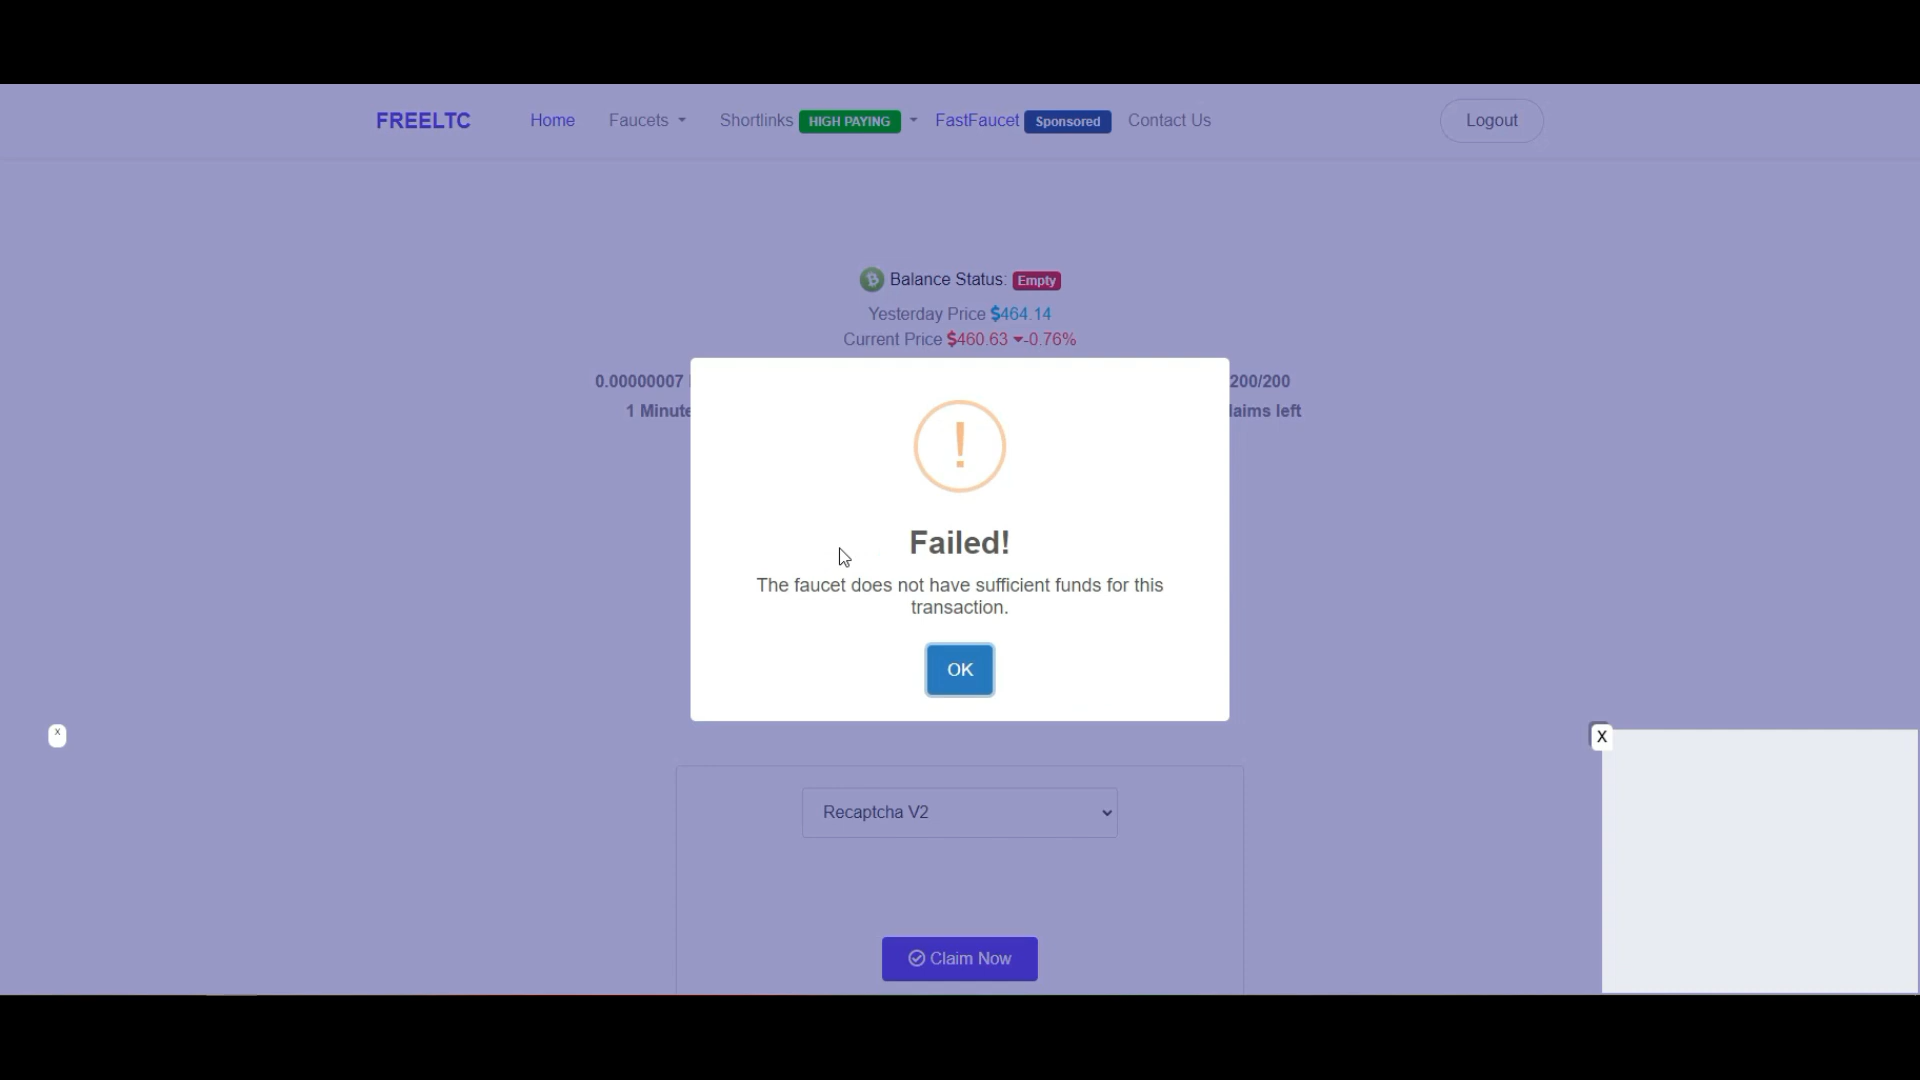 FREELTC Home Faucets Shortlinks HIGH PAYING FastFaucet Sponsored Contact Us Logout
Balance Status: Empty
Yesterday Price $464.14
Current Price $460.63 -0.76%
0.00000007 200/200
1 Minute laims left
!
Failed!
The faucet does not have sufficient funds for this
transaction.
OK
x
X
Recaptcha V2
Claim Now